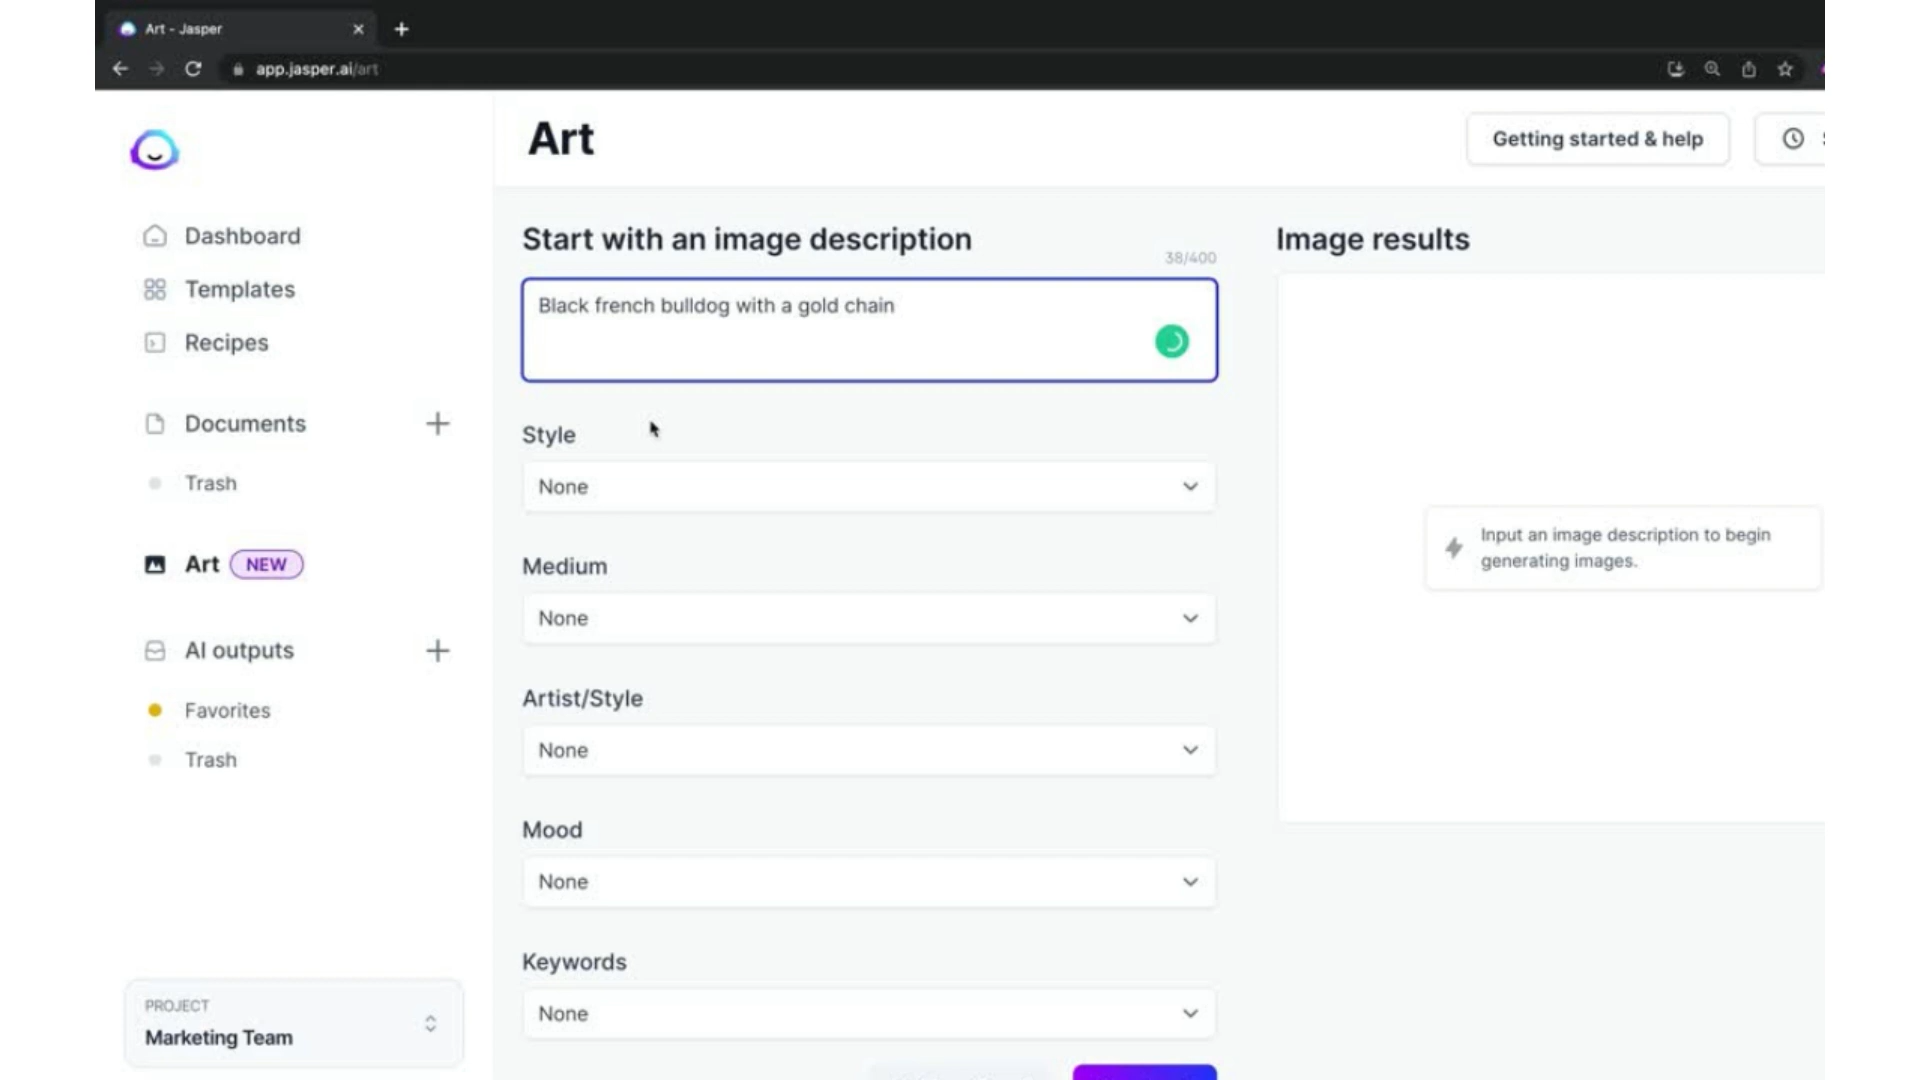 Art - Jasper
app.jasper.ai/art
Art
Getting started & help
Dashboard
Templates
Recipes
Documents
Trash
Art NEW
AI outputs
Favorites
Trash
PROJECT
Marketing Team
Start with an image description
38/400
Black french bulldog with a gold chain
Style
None
Medium
None
Artist/Style
None
Mood
None
Keywords
None
Image results
Input an image description to begin
generating images.